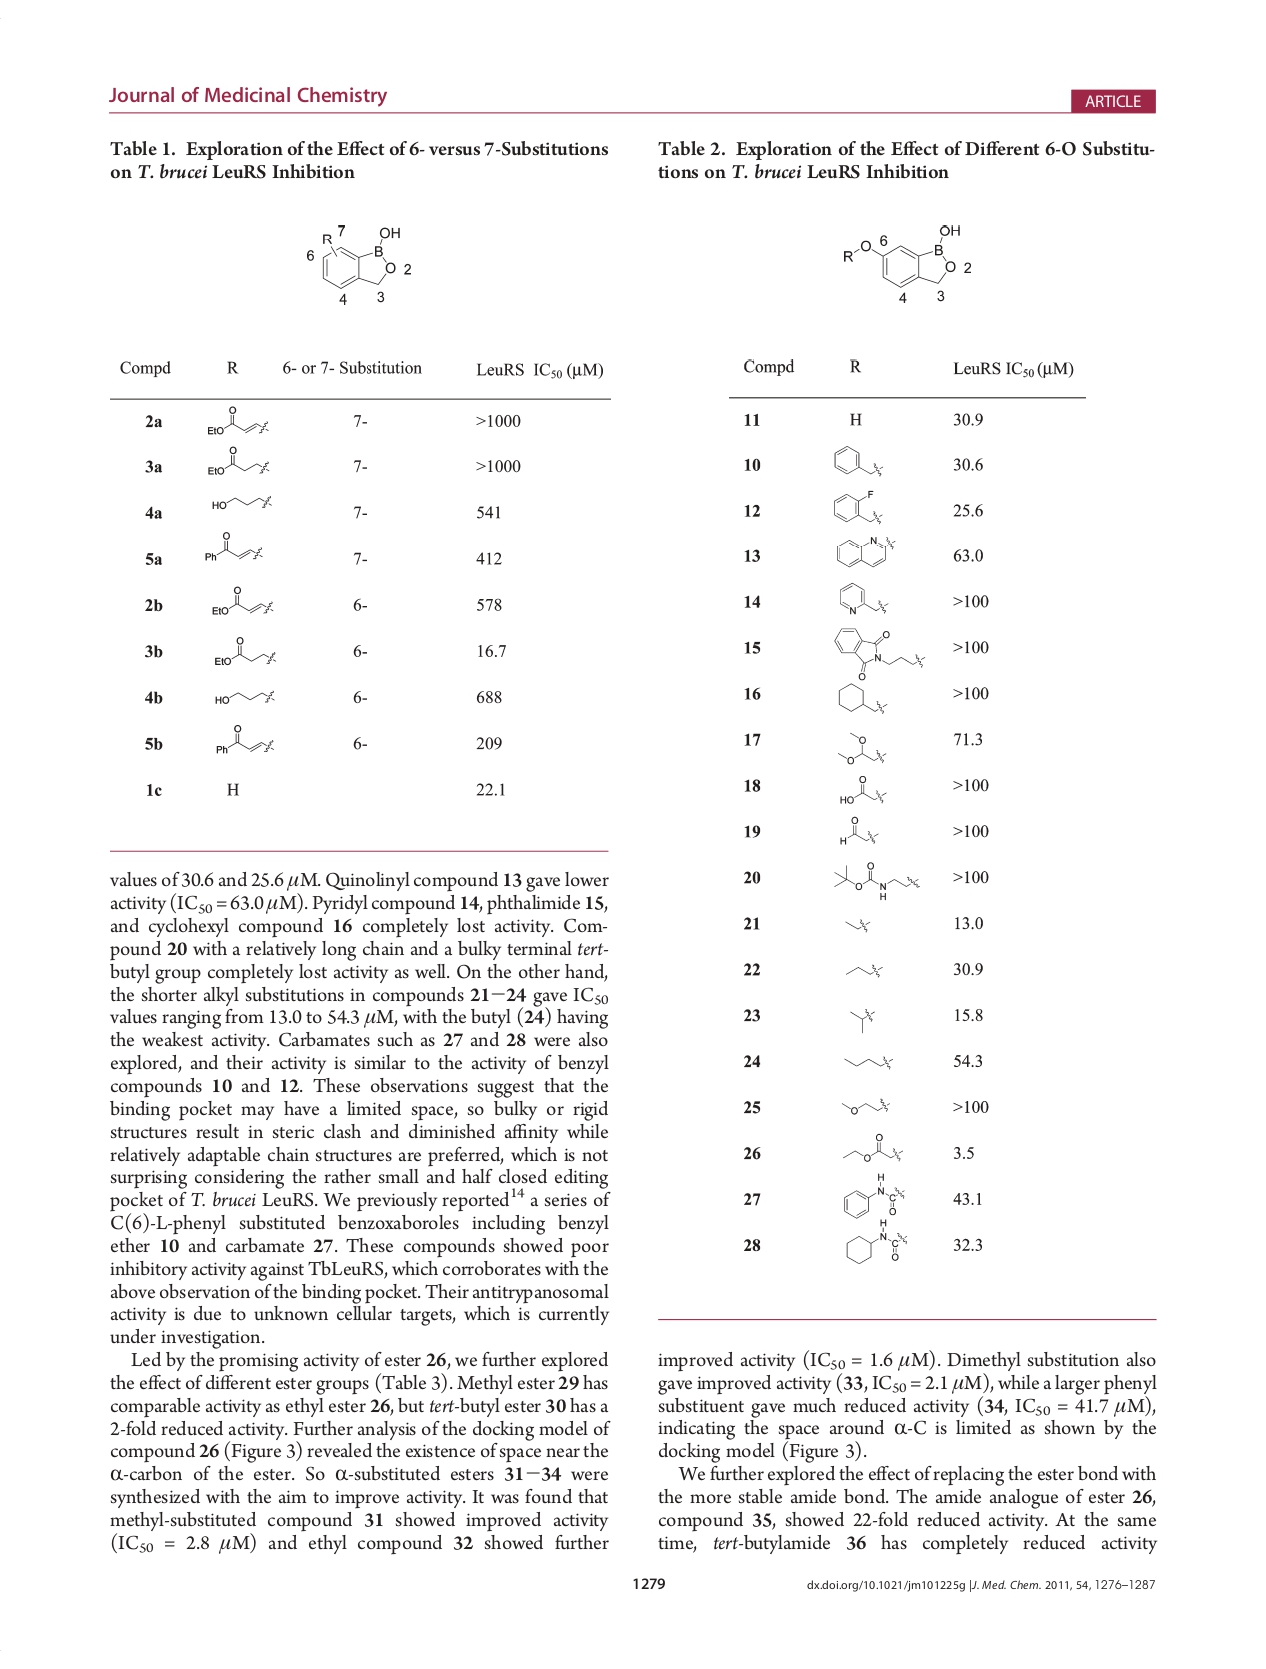 Journal of Medicinal Chemistry
ARTICLE
Table 1. Exploration of the Effect of 6- versus 7-Substitutions
on T. brucei LeuRS Inhibition
7
R
OH
B
6
O 2
4
3
Compd R 6- or 7- Substitution LeuRS IC50 (μM)
2a EtO O 7- >1000
3a EtO O 7- >1000
4a HO 7- 541
5a Ph O 7- 412
2b EtO O 6- 578
3b EtO O 6- 16.7
4b HO 6- 688
5b Ph O 6- 209
1c H 22.1
values of 30.6 and 25.6 μM. Quinolinyl compound 13 gave lower
activity (IC50 = 63.0 μM). Pyridyl compound 14, phthalimide 15,
and cyclohexyl compound 16 completely lost activity. Com-
pound 20 with a relatively long chain and a bulky terminal tert-
butyl group completely lost activity as well. On the other hand,
the shorter alkyl substitutions in compounds 21−24 gave IC50
values ranging from 13.0 to 54.3 μM, with the butyl (24) having
the weakest activity. Carbamates such as 27 and 28 were also
explored, and their activity is similar to the activity of benzyl
compounds 10 and 12. These observations suggest that the
binding pocket may have a limited space, so bulky or rigid
structures result in steric clash and diminished affinity while
relatively adaptable chain structures are preferred, which is not
surprising considering the rather small and half closed editing
pocket of T. brucei LeuRS. We previously reported14 a series of
C(6)-L-phenyl substituted benzoxaboroles including benzyl
ether 10 and carbamate 27. These compounds showed poor
inhibitory activity against TbLeuRS, which corroborates with the
above observation of the binding pocket. Their antitrypanosomal
activity is due to unknown cellular targets, which is currently
under investigation.
Led by the promising activity of ester 26, we further explored
the effect of different ester groups (Table 3). Methyl ester 29 has
comparable activity as ethyl ester 26, but tert-butyl ester 30 has a
2-fold reduced activity. Further analysis of the docking model of
compound 26 (Figure 3) revealed the existence of space near the
α-carbon of the ester. So α-substituted esters 31−34 were
synthesized with the aim to improve activity. It was found that
methyl-substituted compound 31 showed improved activity
(IC50 = 2.8 μM) and ethyl compound 32 showed further
Table 2. Exploration of the Effect of Different 6-O Substitu-
tions on T. brucei LeuRS Inhibition
OH
R O 6 B
O 2
4
3
Compd R LeuRS IC50 (μM)
11 H 30.9
10 30.6
12 F 25.6
13 N 63.0
14 N >100
15 O N O >100
16 >100
17 O O 71.3
18 HO O >100
19 H O >100
20 O O N H >100
21 13.0
22 30.9
23 15.8
24 54.3
25 O >100
26 O O 3.5
27 H N C O 43.1
28 H N C O 32.3
improved activity (IC50 = 1.6 μM). Dimethyl substitution also
gave improved activity (33, IC50 = 2.1 μM), while a larger phenyl
substituent gave much reduced activity (34, IC50 = 41.7 μM),
indicating the space around α-C is limited as shown by the
docking model (Figure 3).
We further explored the effect of replacing the ester bond with
the more stable amide bond. The amide analogue of ester 26,
compound 35, showed 22-fold reduced activity. At the same
time, tert-butylamide 36 has completely reduced activity
1279
dx.doi.org/10.1021/jm101225g |J. Med. Chem. 2011, 54, 1276–1287